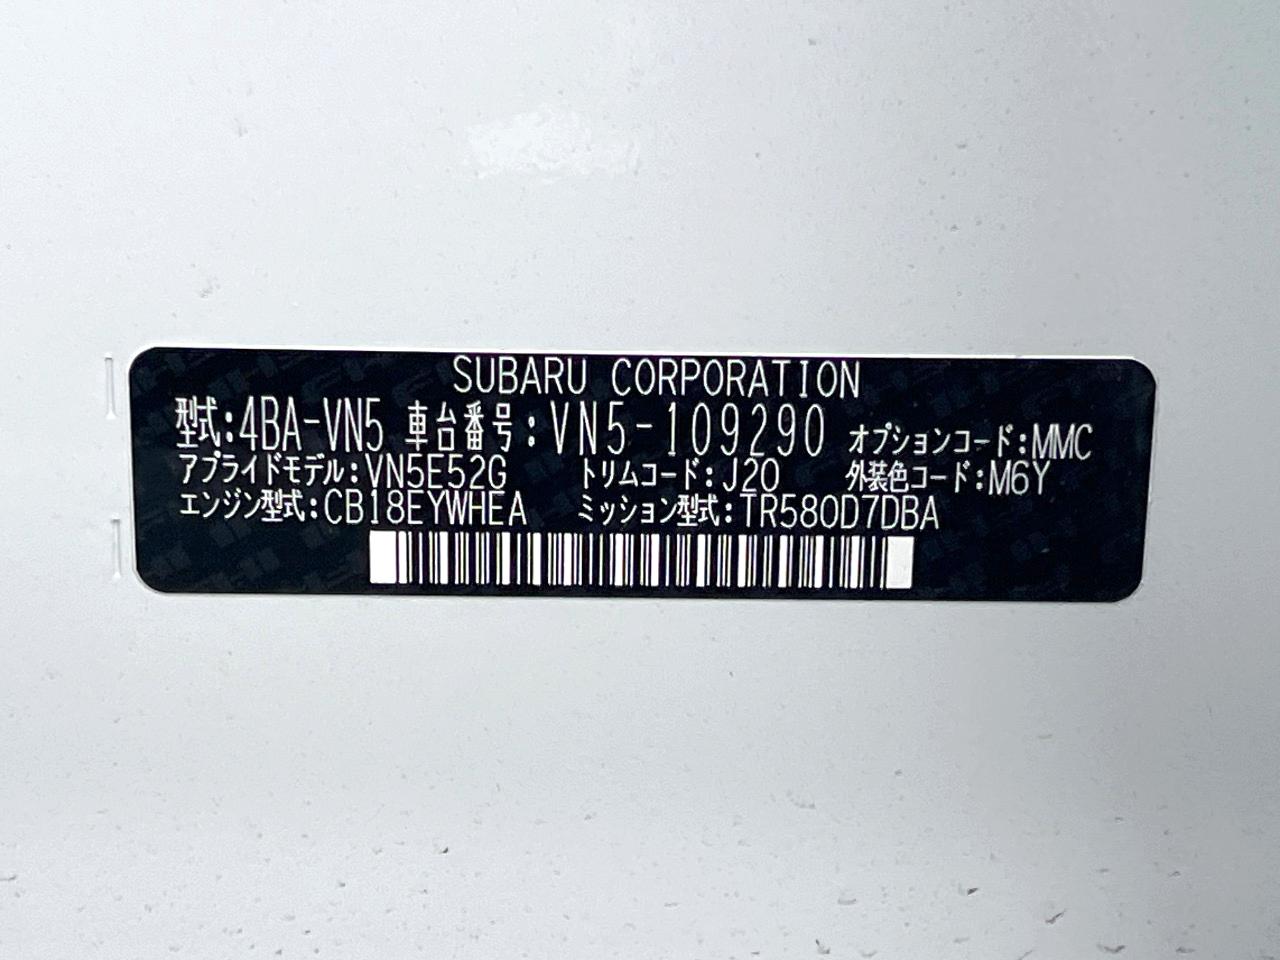 SUBARU CORPORATION
型式:4BA-VN5 車台番号:VN5-109290 オプションコード:MMC
アプライドモデル:VN5E52G トリムコード:J20 外装色コード:M6Y
エンジン型式:CB18EYWHEA ミッション型式:TR580D7DBA